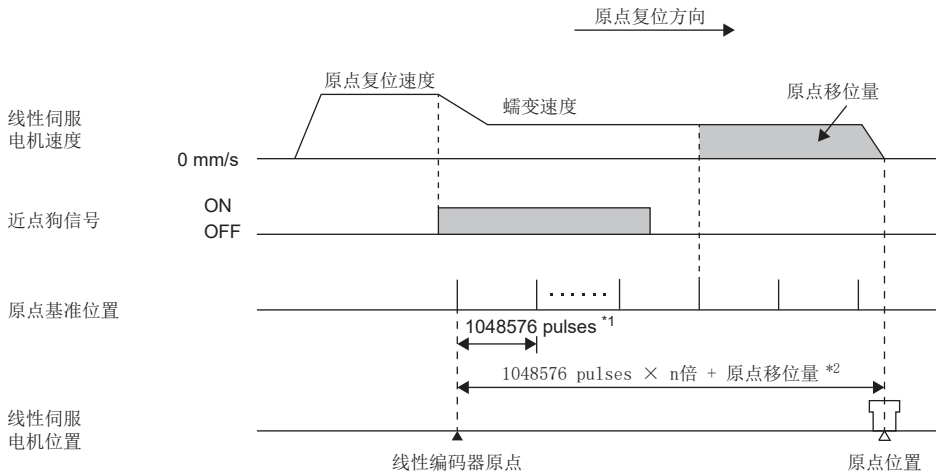 原点复位方向
原点复位速度
蠕变速度
原点移位量
线性伺服
电机速度
0 mm/s
近点狗信号
ON
OFF
原点基准位置
1048576 pulses *1
1048576 pulses × n倍 + 原点移位量 *2
线性伺服
电机位置
线性编码器原点
原点位置